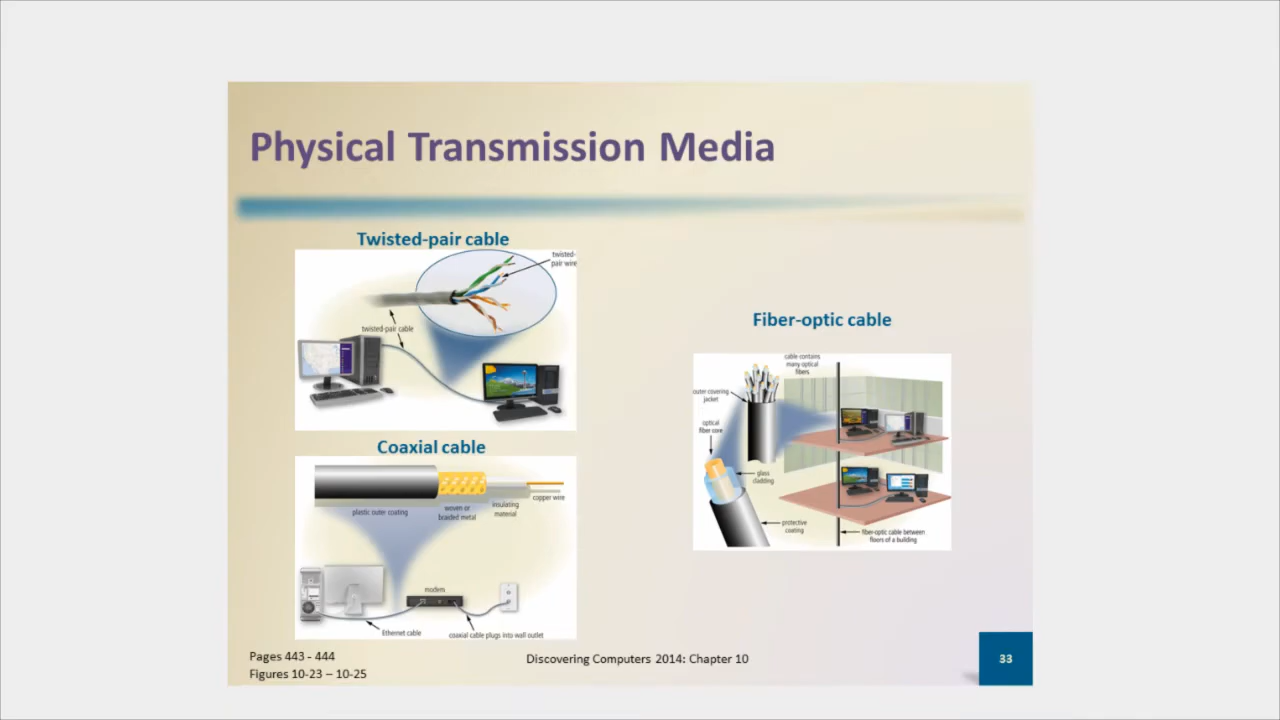 Physical Transmission Media
Twisted-pair cable
twisted-
pair wire
twisted-pair cable
Coaxial cable
plastic outer coating
woven or
braided metal
insulating
material
copper wire
modem
Ethernet cable
coaxial cable plugs into wall outlet
Fiber-optic cable
cable contains
many optical
fibers
outer covering
jacket
optical
fiber core
glass
cladding
protective
coating
fiber-optic cable between
floors of a building
Pages 443 - 444
Figures 10-23 – 10-25
Discovering Computers 2014: Chapter 10
33